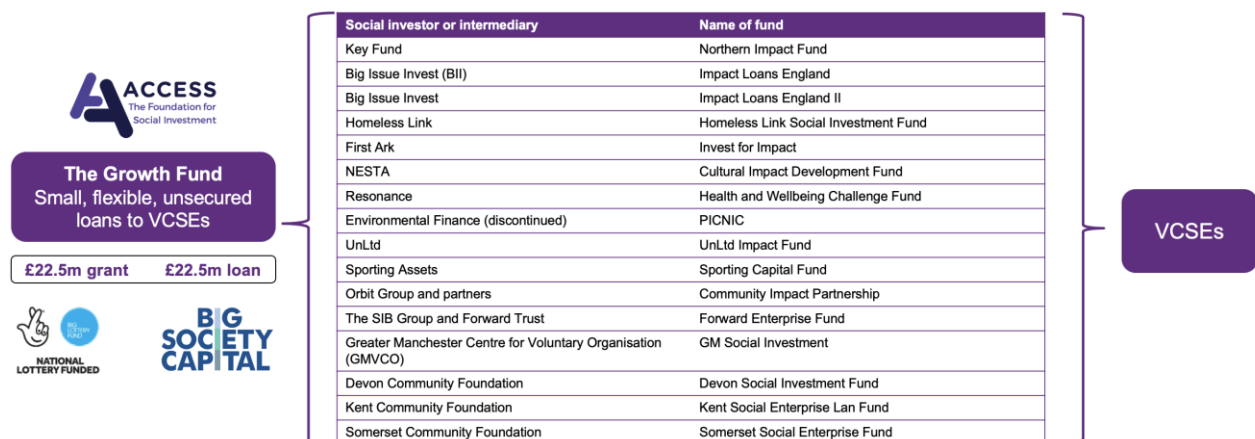 ACCESS
The Foundation for
Social Investment
The Growth Fund
Small, flexible, unsecured
loans to VCSEs
£22.5m grant £22.5m loan
BIG
LOTTERY
FUND
NATIONAL
LOTTERY FUNDED
BIG
SOCIETY
CAPITAL
Social investor or intermediary Name of fund
Key Fund Northern Impact Fund
Big Issue Invest (BII) Impact Loans England
Big Issue Invest Impact Loans England II
Homeless Link Homeless Link Social Investment Fund
First Ark Invest for Impact
NESTA Cultural Impact Development Fund
Resonance Health and Wellbeing Challenge Fund
Environmental Finance (discontinued) PICNIC
UnLtd UnLtd Impact Fund
Sporting Assets Sporting Capital Fund
Orbit Group and partners Community Impact Partnership
The SIB Group and Forward Trust Forward Enterprise Fund
Greater Manchester Centre for Voluntary Organisation GM Social Investment
(GMVCO)
Devon Community Foundation Devon Social Investment Fund
Kent Community Foundation Kent Social Enterprise Lan Fund
Somerset Community Foundation Somerset Social Enterprise Fund
VCSEs